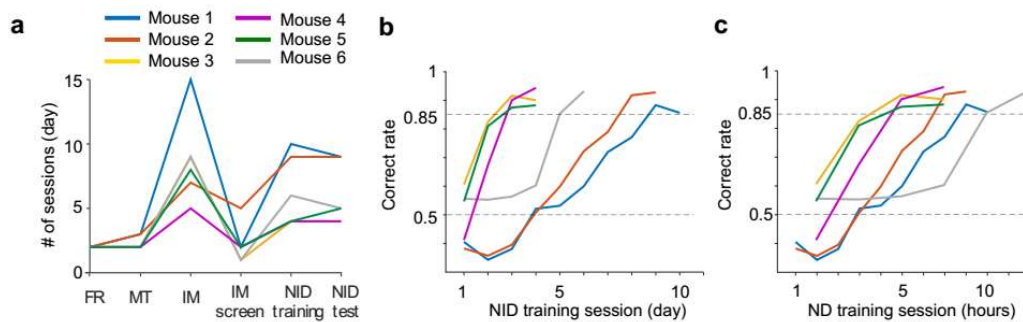 a
Mouse 1
Mouse 2
Mouse 3
Mouse 4
Mouse 5
Mouse 6
# of sessions (day)
15
10
5
0
FR
MT
IM
IM
screen
NID
training
NID
test
b
Correct rate
1
0.85
0.5
1
5
10
NID training session (day)
c
Correct rate
1
0.85
0.5
1
5
10
ND training session (hours)